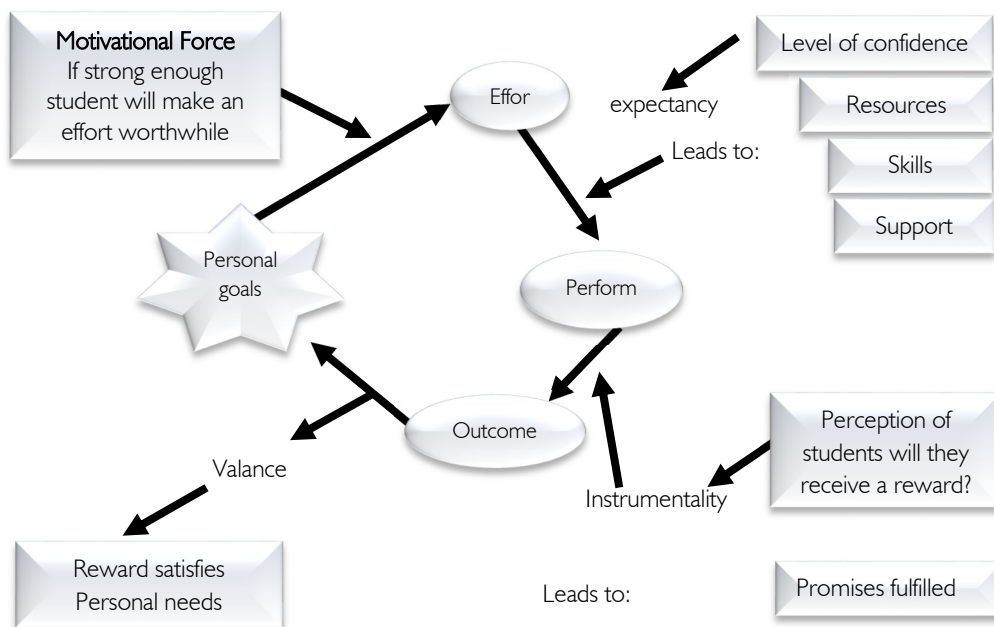 Motivational Force
If strong enough
student will make an
effort worthwhile
Effor
expectancy
Level of confidence
Resources
Leads to:
Skills
Support
Personal
goals
Perform
Outcome
Valance
Perception of
students will they
receive a reward?
Instrumentality
Reward satisfies
Personal needs
Leads to:
Promises fulfilled